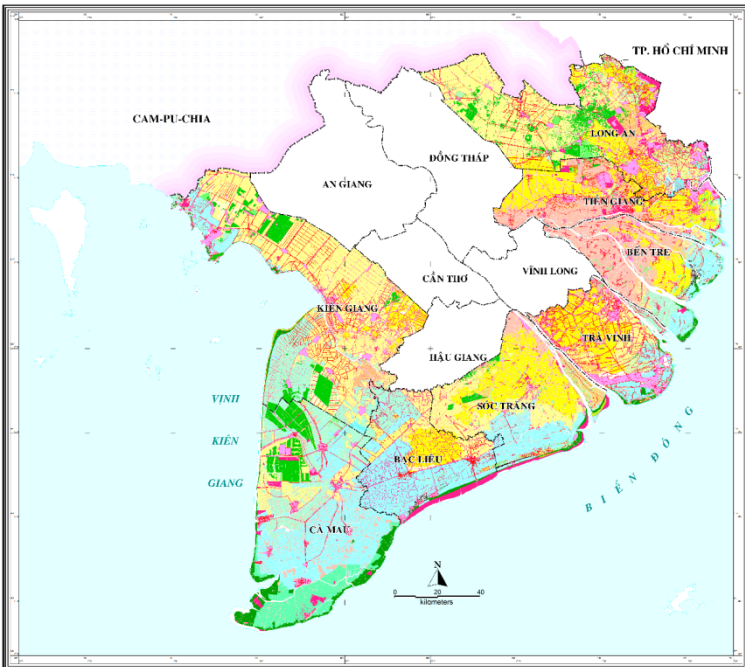 TP. HỒ CHÍ MINH
CAM-PU-CHIA
LONG AN
ĐỒNG THÁP
AN GIANG
TIỀN GIANG
BẾN TRE
CẦN THƠ
VĨNH LONG
KIÊN GIANG
TRÀ VINH
HẬU GIANG
VỊNH
KIÊN
GIANG
SÓC TRĂNG
BẠC LIÊU
BIỂN ĐÔNG
CÀ MAU
N
0 20 40
kilometers